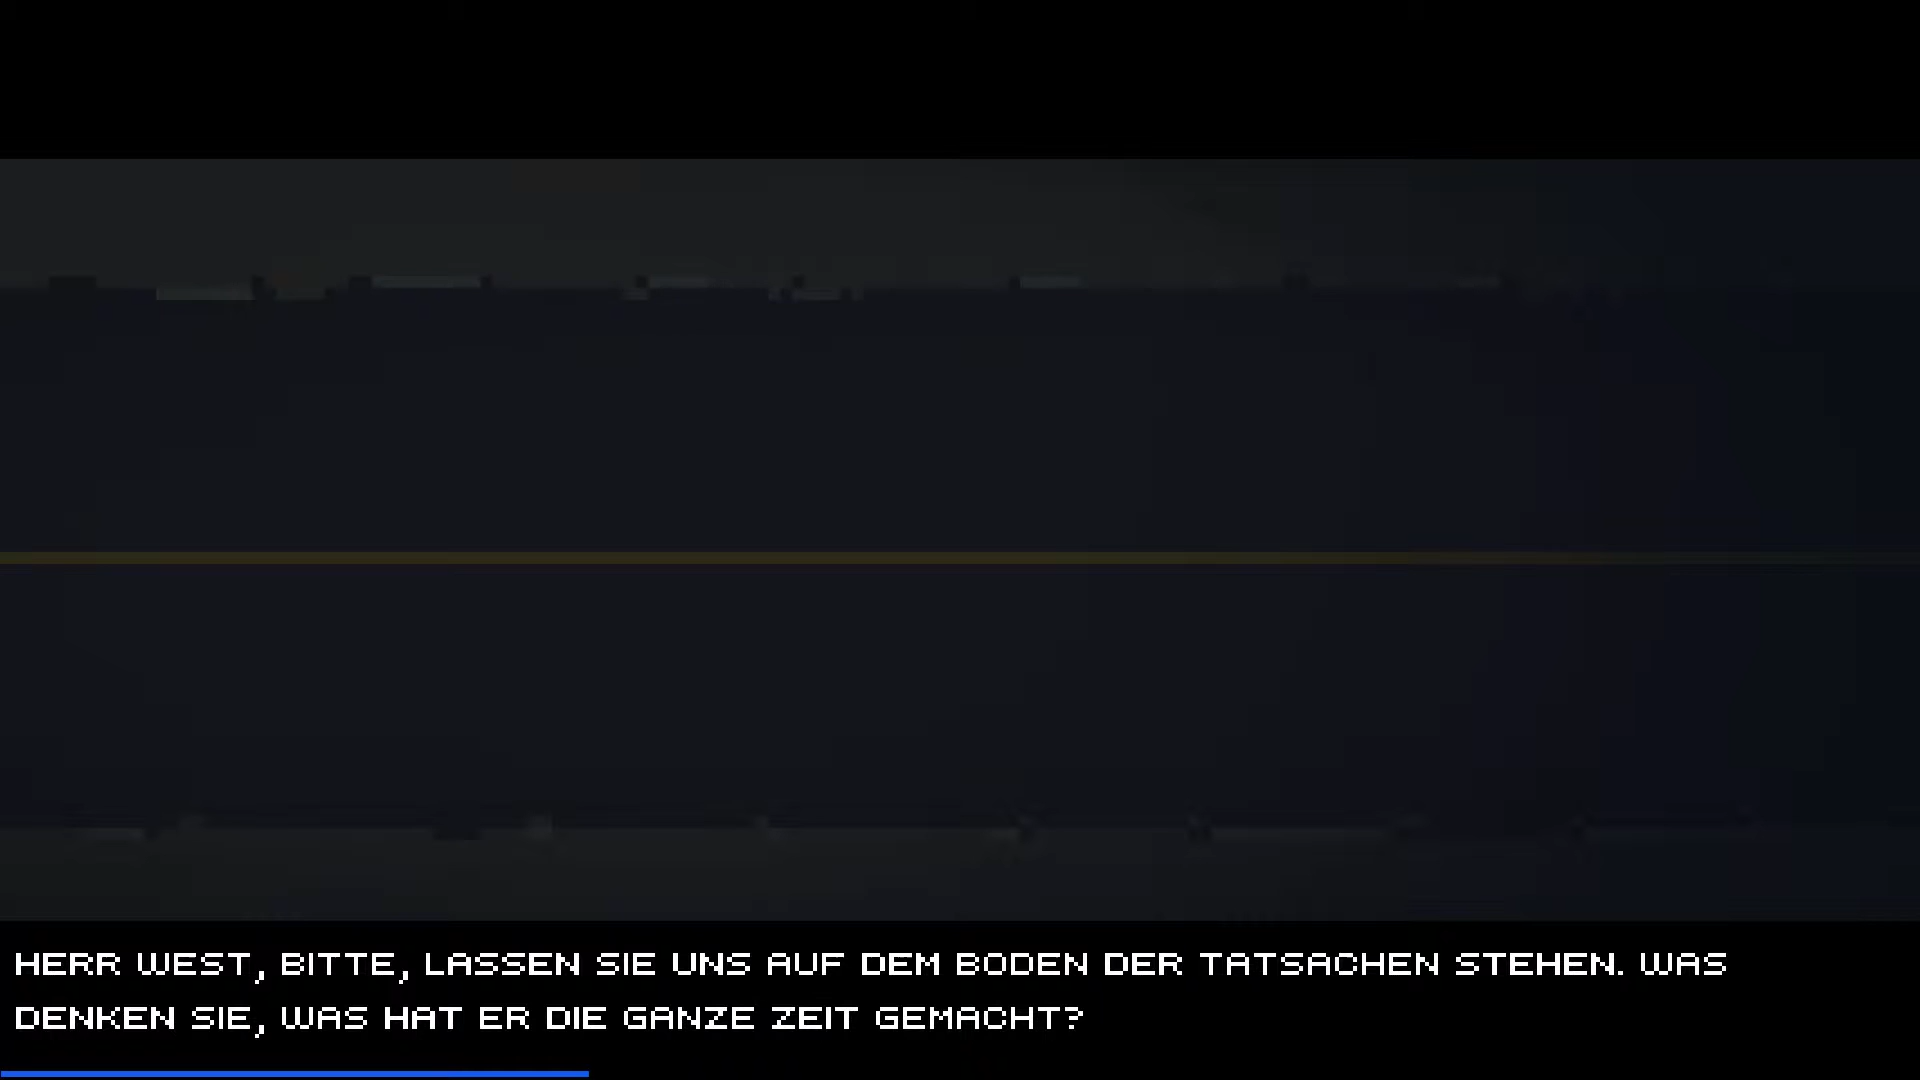 HERR WEST, BITTE, LASSEN SIE UNS AUF DEM BODEN DER TATSACHEN STEHEN. WAS
DENKEN SIE, WAS HAT ER DIE GANZE ZEIT GEMACHT?